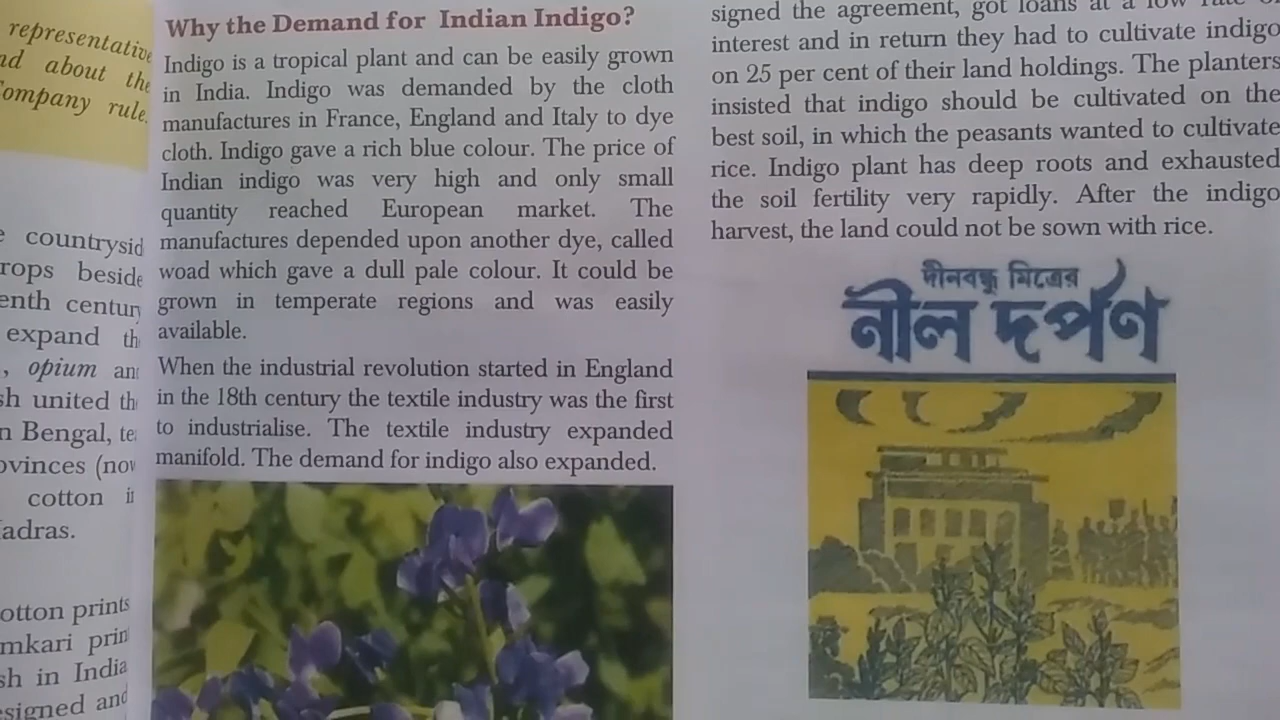 representative
about the
Company rule.
countrysid
rops beside
enth century
expand th
, opium an
sh united th
n Bengal, te
ovinces (nov
cotton i
adras.
otton prints
mkari prin
sh in India
signed and
Why the Demand for Indian Indigo?
Indigo is a tropical plant and can be easily grown
in India. Indigo was demanded by the cloth
manufactures in France, England and Italy to dye
cloth. Indigo gave a rich blue colour. The price of
Indian indigo was very high and only small
quantity reached European market. The
manufactures depended upon another dye, called
woad which gave a dull pale colour. It could be
grown in temperate regions and was easily
available.
When the industrial revolution started in England
in the 18th century the textile industry was the first
to industrialise. The textile industry expanded
manifold. The demand for indigo also expanded.
signed the agreement, got loans at a low rate of
interest and in return they had to cultivate indigo
on 25 per cent of their land holdings. The planters
insisted that indigo should be cultivated on the
best soil, in which the peasants wanted to cultivate
rice. Indigo plant has deep roots and exhausted
the soil fertility very rapidly. After the indigo
harvest, the land could not be sown with rice.
দীনবন্ধু মিত্রের
নীল দর্পণ